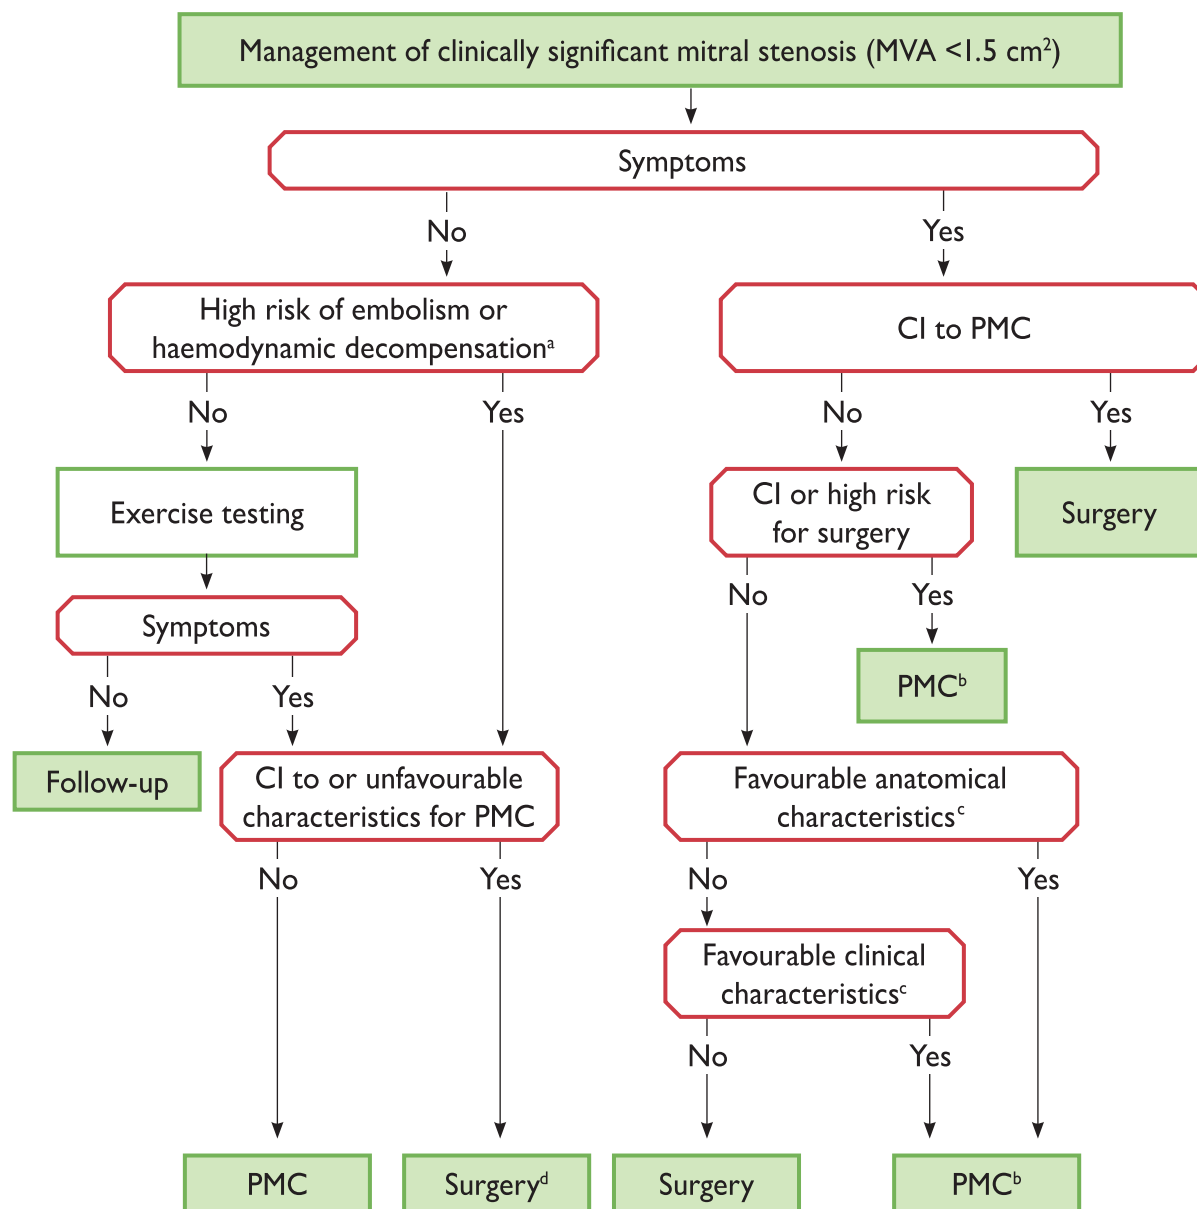 Management of clinically significant mitral stenosis (MVA <1.5 cm²)
Symptoms
No
Yes
High risk of embolism or
haemodynamic decompensationᵃ
CI to PMC
No
Yes
No
Yes
Exercise testing
CI or high risk
for surgery
Surgery
No
Yes
Symptoms
PMCᵇ
No
Yes
Follow-up
CI to or unfavourable
characteristics for PMC
Favourable anatomical
characteristicsᶜ
No
Yes
No
Yes
Favourable clinical
characteristicsᶜ
No
Yes
PMC
Surgeryᵈ
Surgery
PMCᵇ